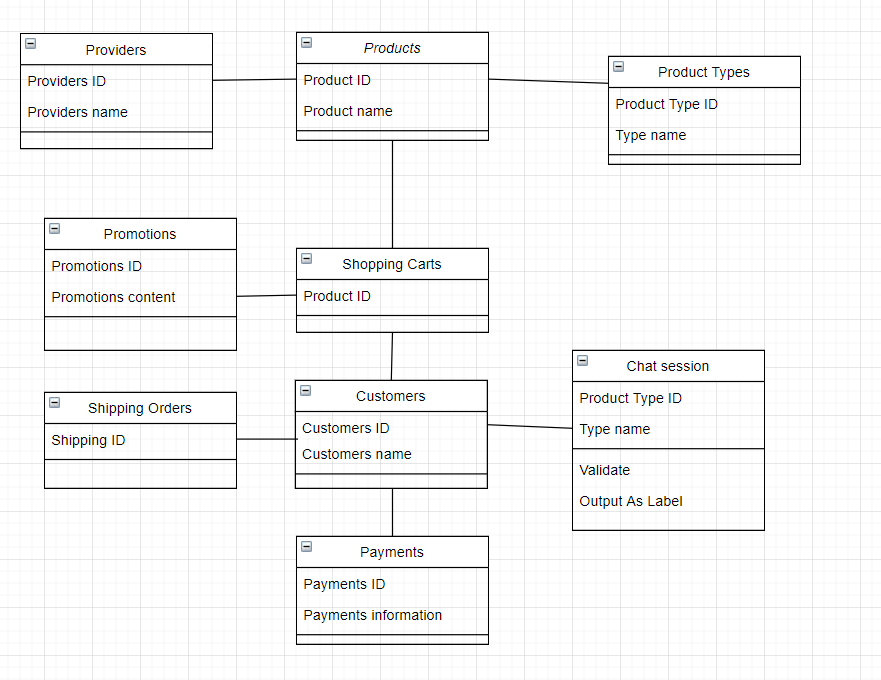 Providers
Providers ID
Providers name
Products
Product ID
Product name
Product Types
Product Type ID
Type name
Promotions
Promotions ID
Promotions content
Shopping Carts
Product ID
Shipping Orders
Shipping ID
Customers
Customers ID
Customers name
Chat session
Product Type ID
Type name
Validate
Output As Label
Payments
Payments ID
Payments information